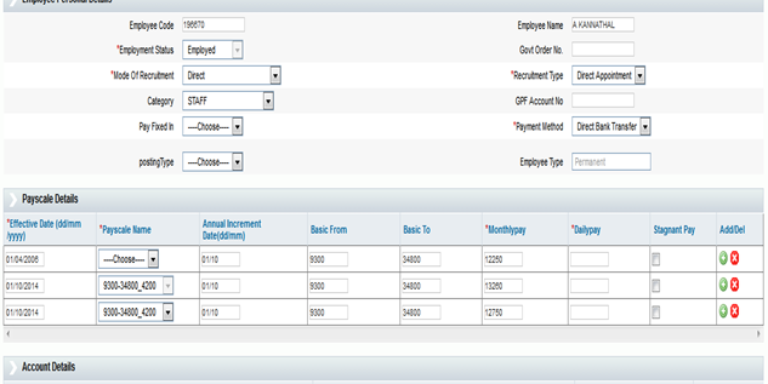 Employee Personal Details
Employee Code 196670 Employee Name A KANNATHAL
*Employment Status Employed Govt Order No.
*Mode Of Recruitment Direct *Recruitment Type Direct Appointment
Category STAFF GPF Account No
Pay Fixed In ----Choose---- *Payment Method Direct Bank Transfer
postingType ----Choose---- Employee Type Permanent
Payscale Details
*Effective Date (dd/mm/yyyy) *Payscale Name Annual Increment Date(dd/mm) Basic From Basic To *Monthlypay *Dailypay Stagnant Pay Add/Del
01/04/2006 ----Choose---- 01/10 9300 34800 12250
01/10/2014 9300-34800_4200 01/10 9300 34800 13260
01/10/2014 9300-34800_4200 01/10 9300 34800 12750
Account Details